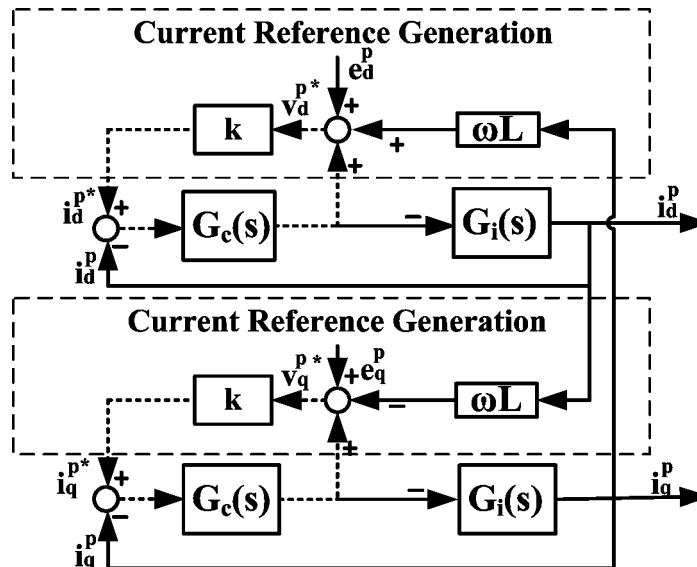 Current Reference Generation
e_d^p
v_d^p*
+
k
+
ωL
+
i_d^p*
+
G_c(s)
−
G_i(s)
i_d^p
−
i_d^p
Current Reference Generation
v_q^p*
+
e_q^p
k
−
ωL
+
i_q^p*
+
G_c(s)
−
G_i(s)
i_q^p
−
i_q^p